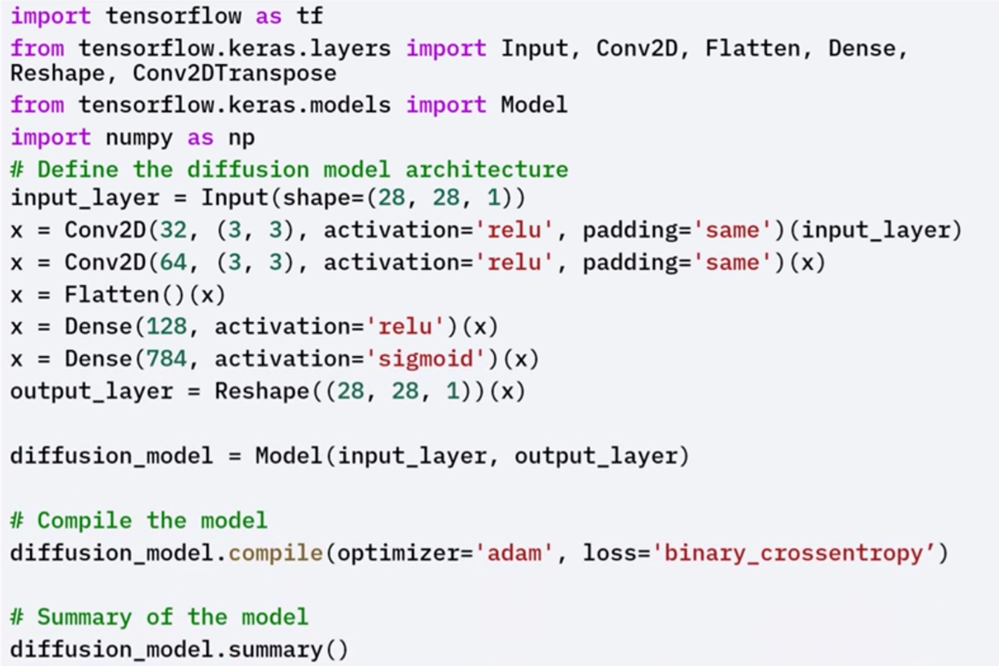 import tensorflow as tf
from tensorflow.keras.layers import Input, Conv2D, Flatten, Dense,
Reshape, Conv2DTranspose
from tensorflow.keras.models import Model
import numpy as np
# Define the diffusion model architecture
input_layer = Input(shape=(28, 28, 1))
x = Conv2D(32, (3, 3), activation='relu', padding='same')(input_layer)
x = Conv2D(64, (3, 3), activation='relu', padding='same')(x)
x = Flatten()(x)
x = Dense(128, activation='relu')(x)
x = Dense(784, activation='sigmoid')(x)
output_layer = Reshape((28, 28, 1))(x)
diffusion_model = Model(input_layer, output_layer)
# Compile the model
diffusion_model.compile(optimizer='adam', loss='binary_crossentropy’)
# Summary of the model
diffusion_model.summary()